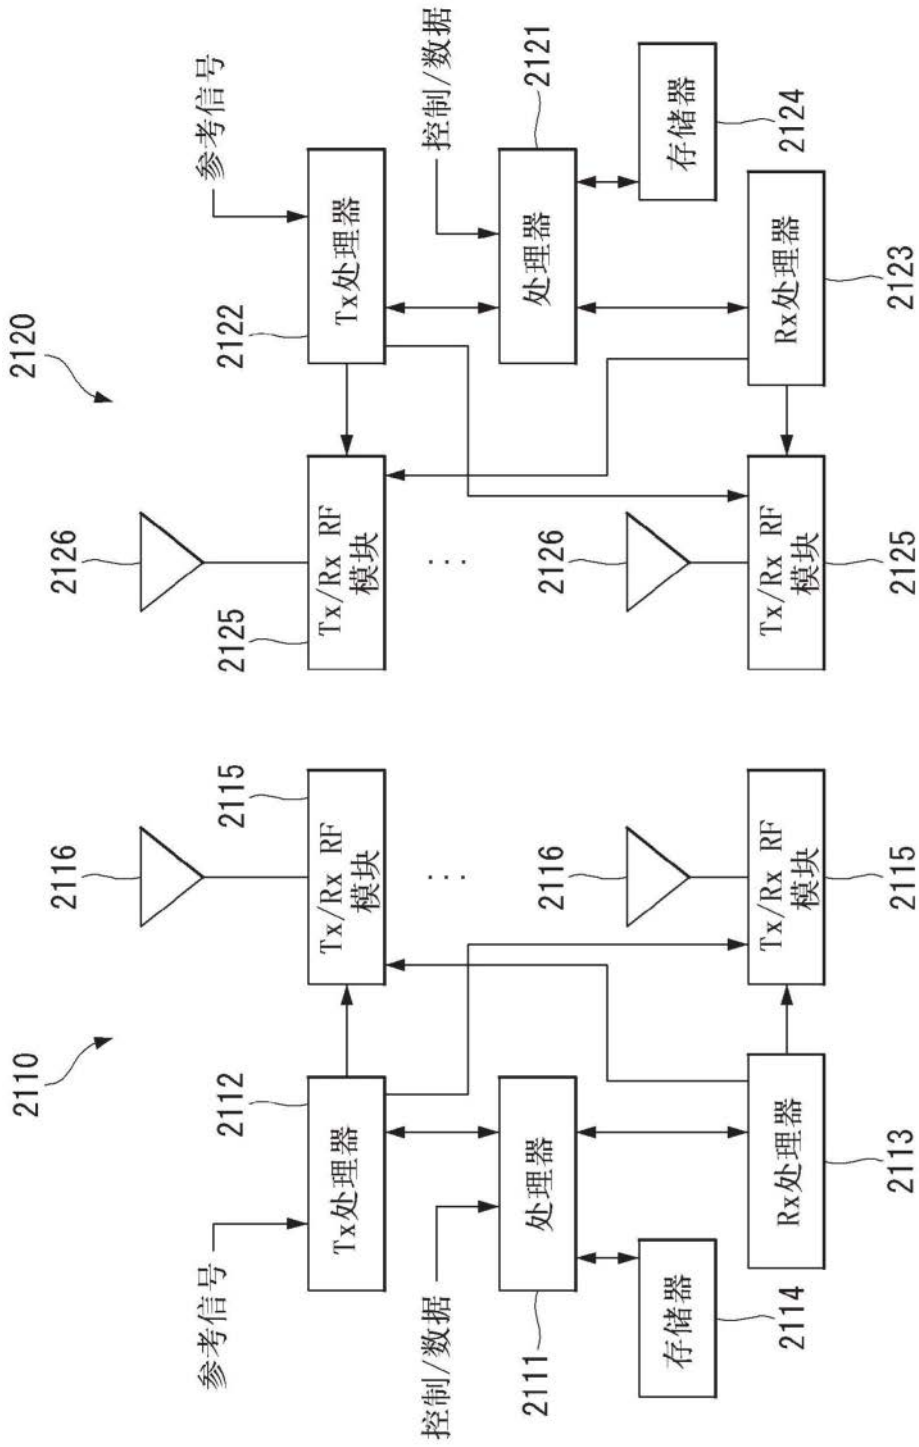 2110
2120
2116
2126
参考信号
2112
2115
2125
2122
参考信号
Tx处理器
Tx/Rx RF
模块
Tx/Rx RF
模块
Tx处理器
控制/数据
...
...
控制/数据
2111
处理器
2116
2126
处理器
2121
存储器
存储器
2114
2124
Rx处理器
Tx/Rx RF
模块
Tx/Rx RF
模块
Rx处理器
2113
2115
2125
2123